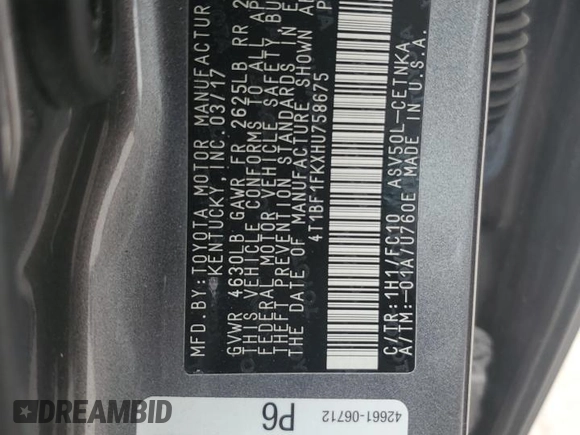 MFD.BY:TOYOTA MOTOR MANUFACTUR
KENTUCKY, INC. 03/17
GVWR 4630LB GAWR FR 2625LB RR 2
THIS VEHICLE CONFORMS TO ALL AP
FEDERAL MOTOR VEHICLE SAFETY BU
THEFT PREVENTION STANDARDS IN E
THE DATE OF MANUFACTURE SHOWN A
4T1BF1FKXHU758675 P
C/TR:1H1/FC10 ASV50L-CETNKA
A/TM:-01A/U760E MADE IN U.S.A.
P6
42661-06712
DREAMBID